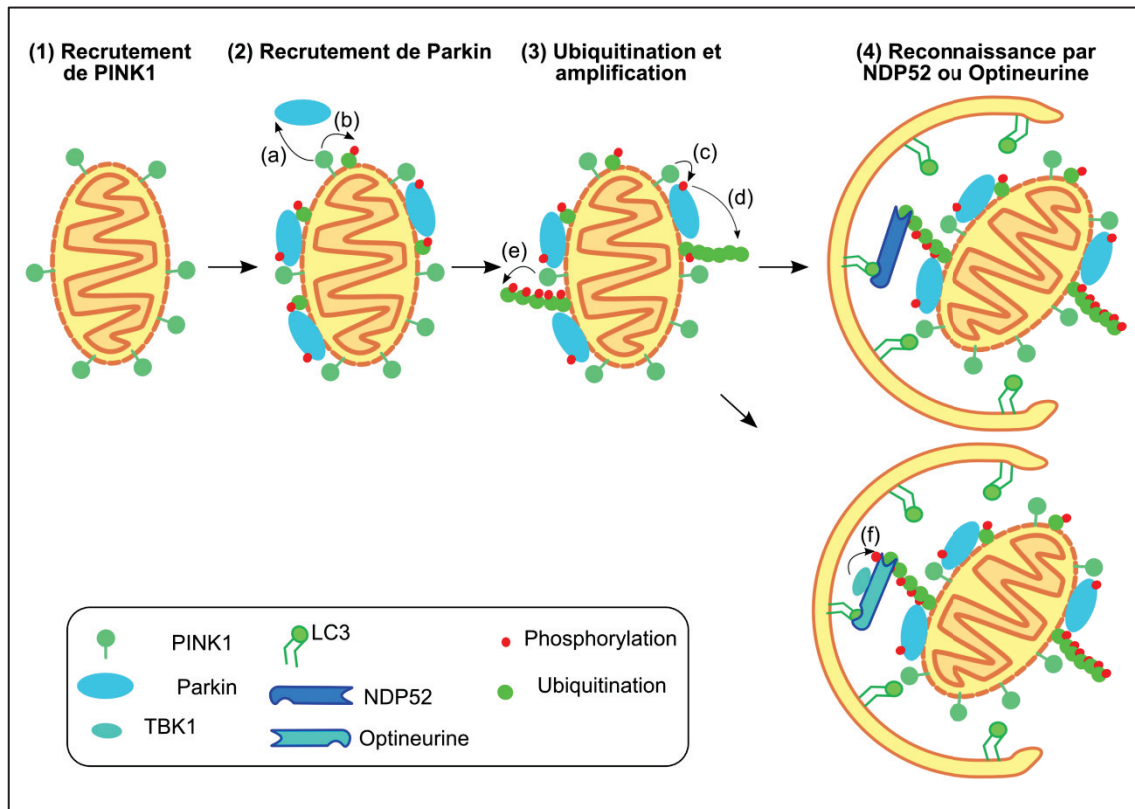 (1) Recrutement
de PINK1
(2) Recrutement de Parkin
(3) Ubiquitination et
amplification
(4) Reconnaissance par
NDP52 ou Optineurine
(a)
(b)
(c)
(d)
(e)
(f)
PINK1
Parkin
TBK1
LC3
NDP52
Optineurine
Phosphorylation
Ubiquitination